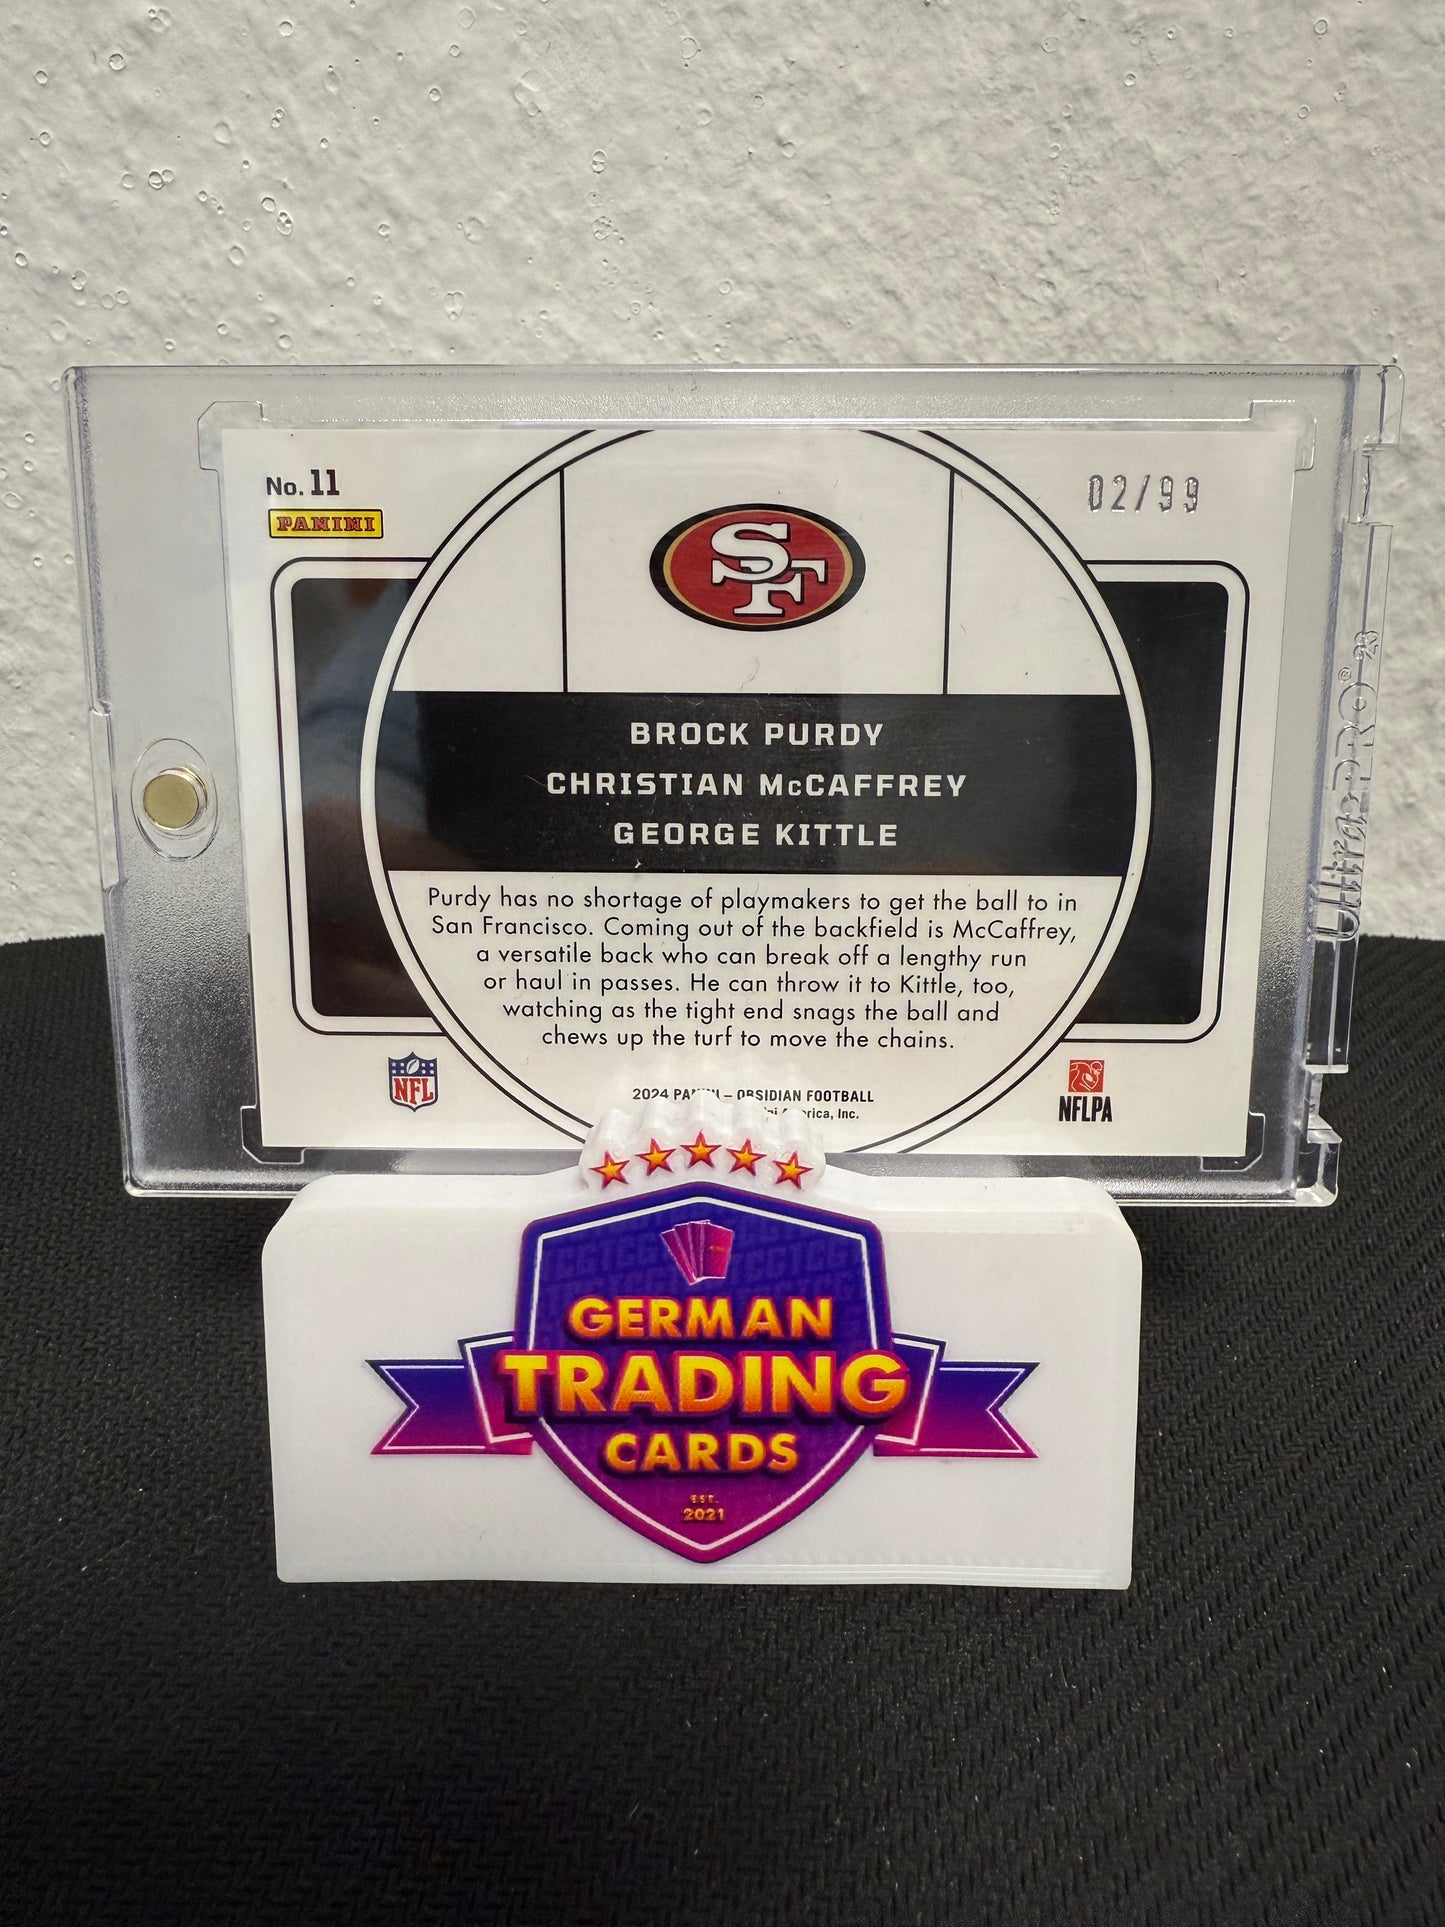 No. 11
02/99
PANINI
SF
BROCK PURDY
CHRISTIAN McCAFFREY
GEORGE KITTLE
Purdy has no shortage of playmakers to get the ball to in
San Francisco. Coming out of the backfield is McCaffrey,
a versatile back who can break off a lengthy run
or haul in passes. He can throw it to Kittle, too,
watching as the tight end snags the ball and
chews up the turf to move the chains.
NFL
NFLPA
2024 – OBSIDIAN FOOTBALL
Inc.
Ultra PRO®
GERMAN
TRADING
CARDS
EST.
2021